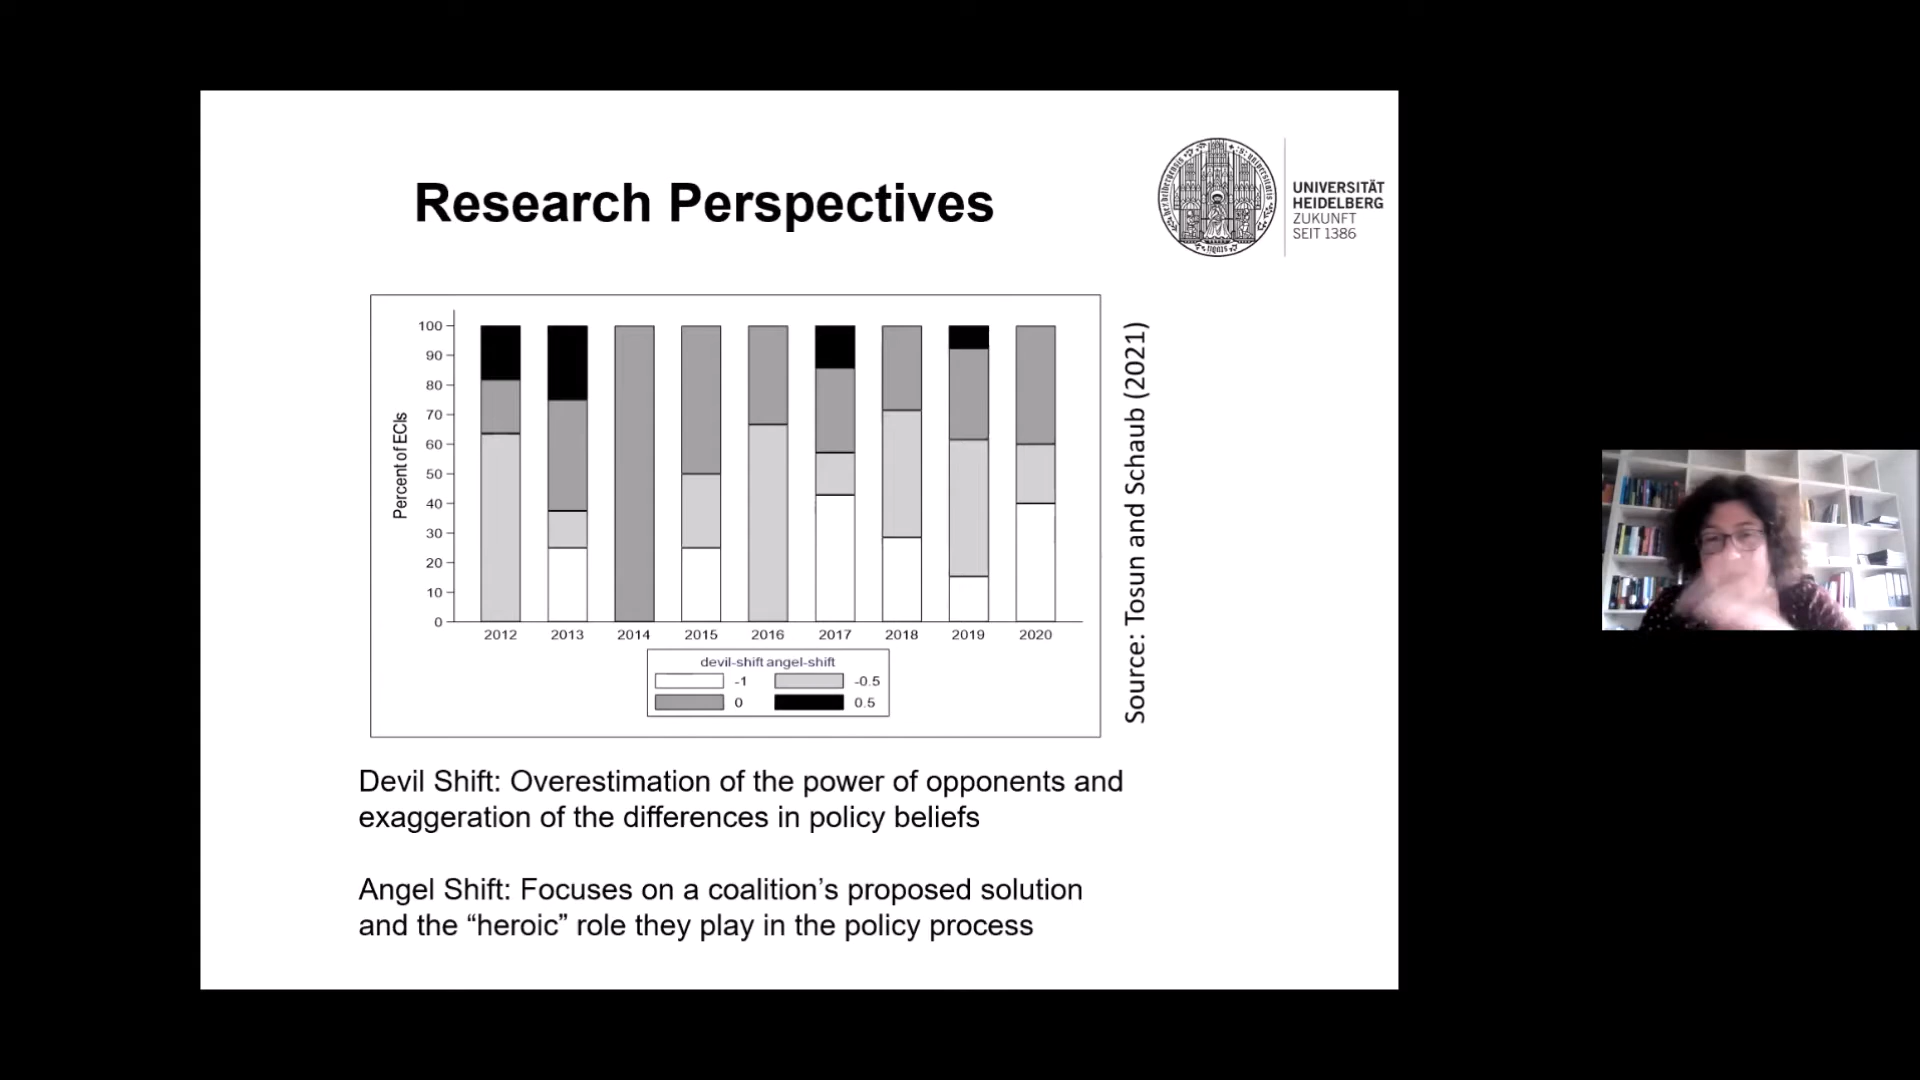 Research Perspectives
UNIVERSITÄT
HEIDELBERG
ZUKUNFT
SEIT 1386
Percent of ECIs
100
90
80
70
60
50
40
30
20
10
0
2012 2013 2014 2015 2016 2017 2018 2019 2020
devil-shift angel-shift
-1 -0.5
0 0.5
Source: Tosun and Schaub (2021)
Devil Shift: Overestimation of the power of opponents and
exaggeration of the differences in policy beliefs
Angel Shift: Focuses on a coalition’s proposed solution
and the “heroic” role they play in the policy process